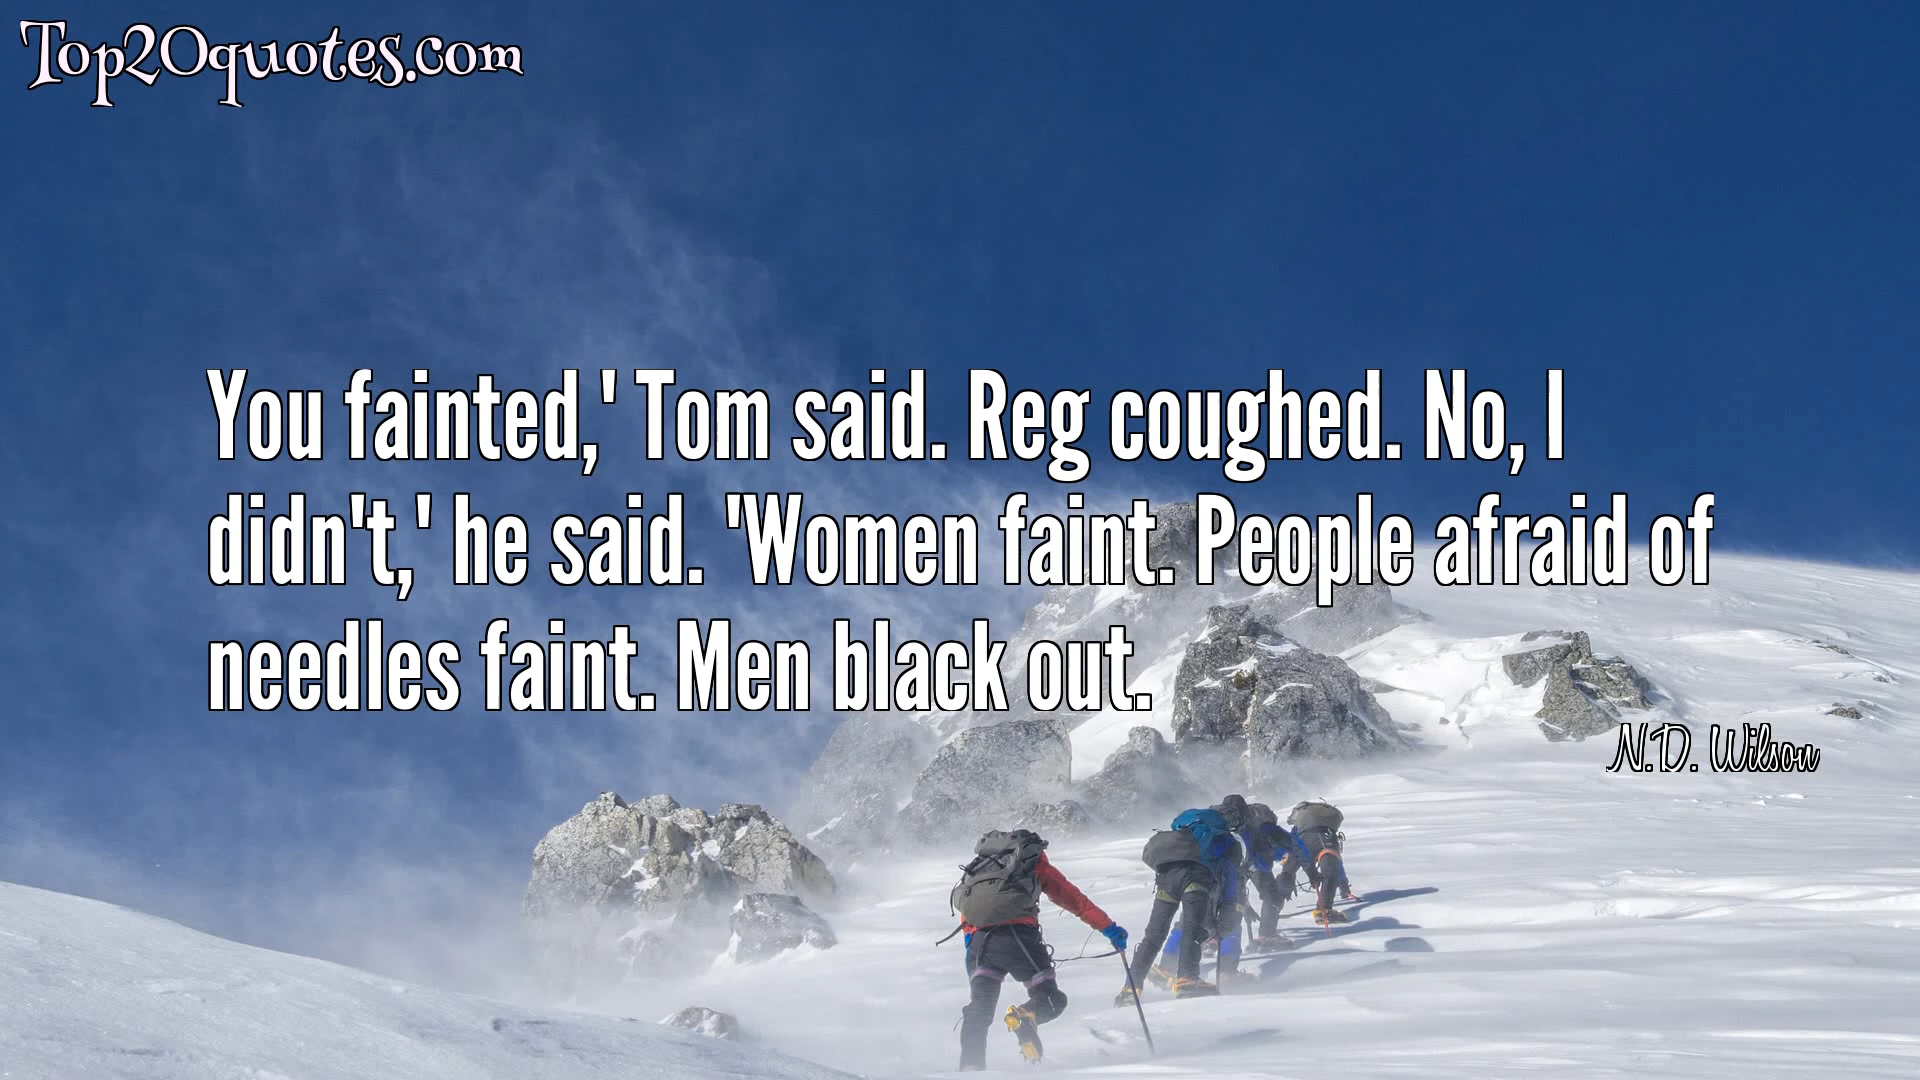 Top20quotes.com
You fainted,' Tom said. Reg coughed. No, I
didn't,' he said. 'Women faint. People afraid of
needles faint. Men black out.
N.D. Wilson